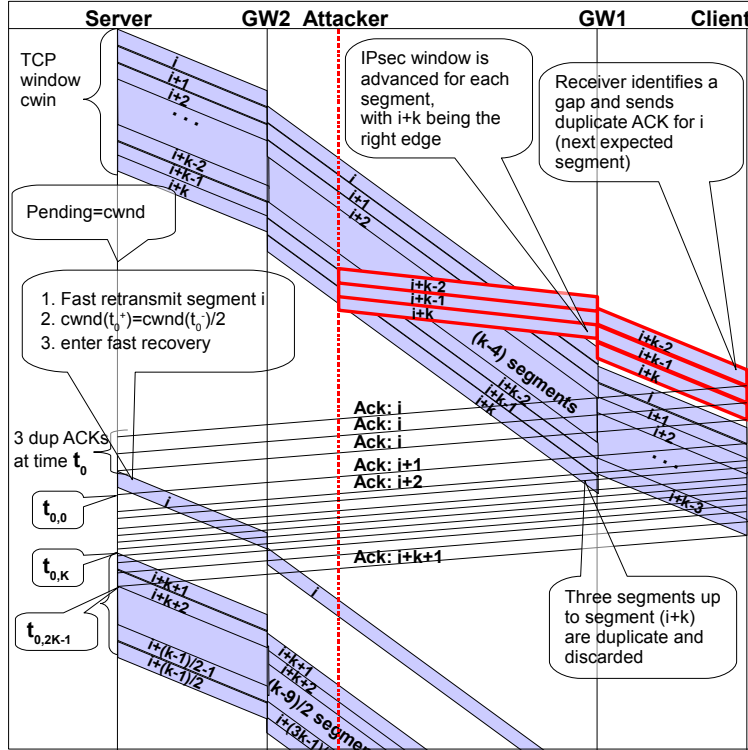 Server GW2 Attacker GW1 Client
TCP
window
cwin
i
i+1
i+2
. . .
i+k-2
i+k-1
i+k
IPsec window is
advanced for each
segment,
with i+k being the
right edge
Receiver identifies a
gap and sends
duplicate ACK for i
(next expected
segment)
i
i+1
i+2
Pending=cwnd
1. Fast retransmit segment i
2. cwnd(t0+)=cwnd(t0-)/2
3. enter fast recovery
i+k-2
i+k-1
i+k
i+k-2
i+k-1
i+k
(k-4) segments
i+k-2
i+k-1
i+k
i
i+1
i+2
. . .
i+k-3
3 dup ACKs
at time t0
Ack: i
Ack: i
Ack: i
Ack: i+1
Ack: i+2
Ack: i+k+1
t0,0
i
t0,K
i
t0,2K-1
i+k+1
i+k+2
i+(k-1)/2-1
i+(k-1)/2
i+k+1
i+k+2
(k-9)/2 segme
i+(3k-1)/
Three segments up
to segment (i+k)
are duplicate and
discarded